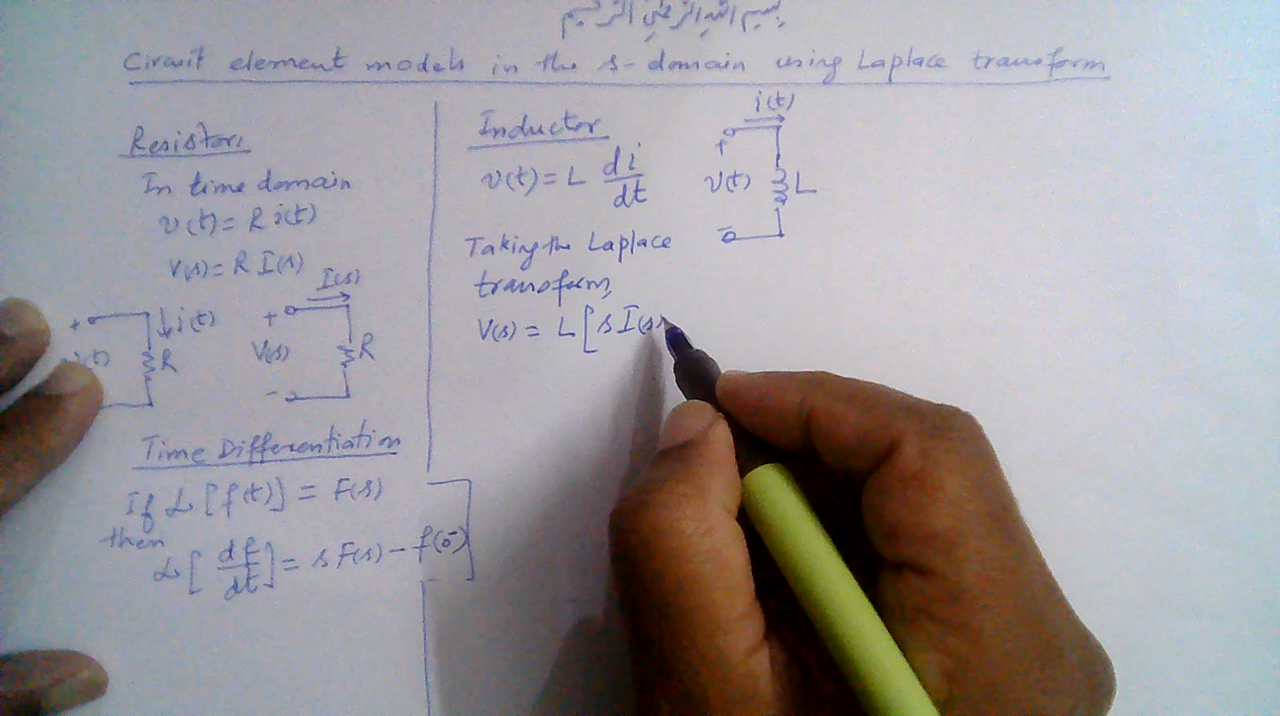 بسم الله الرحمن الرحيم
Circuit element models in the s-domain using Laplace transform
Resistor:
In time domain
v(t) = R i(t)
V(s) = R I(s)
+
i(t)
R
I(s)
+
V(s)
R
-
Time Differentiation
If L [f(t)] = F(s)
then
L [df/dt] = s F(s) - f(0⁻)
Inductor
v(t) = L di/dt
i(t)
+
v(t)
L
-
Taking the Laplace
transform,
V(s) = L [s I(s)